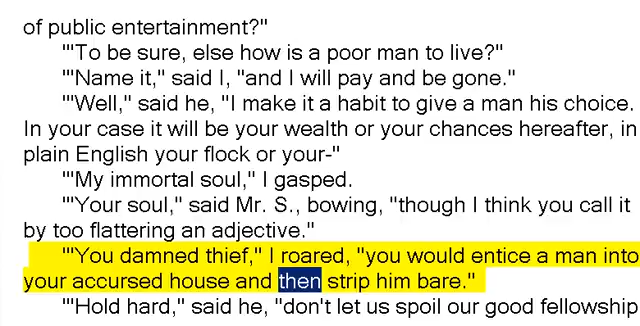 of public entertainment?"
"'To be sure, else how is a poor man to live?"
"'Name it," said I, "and I will pay and be gone."
"'Well," said he, "I make it a habit to give a man his choice.
In your case it will be your wealth or your chances hereafter, in
plain English your flock or your-"
"'My immortal soul," I gasped.
"'Your soul," said Mr. S., bowing, "though I think you call it
by too flattering an adjective."
"'You damned thief," I roared, "you would entice a man into
your accursed house and then strip him bare."
"'Hold hard," said he, "don't let us spoil our good fellowship